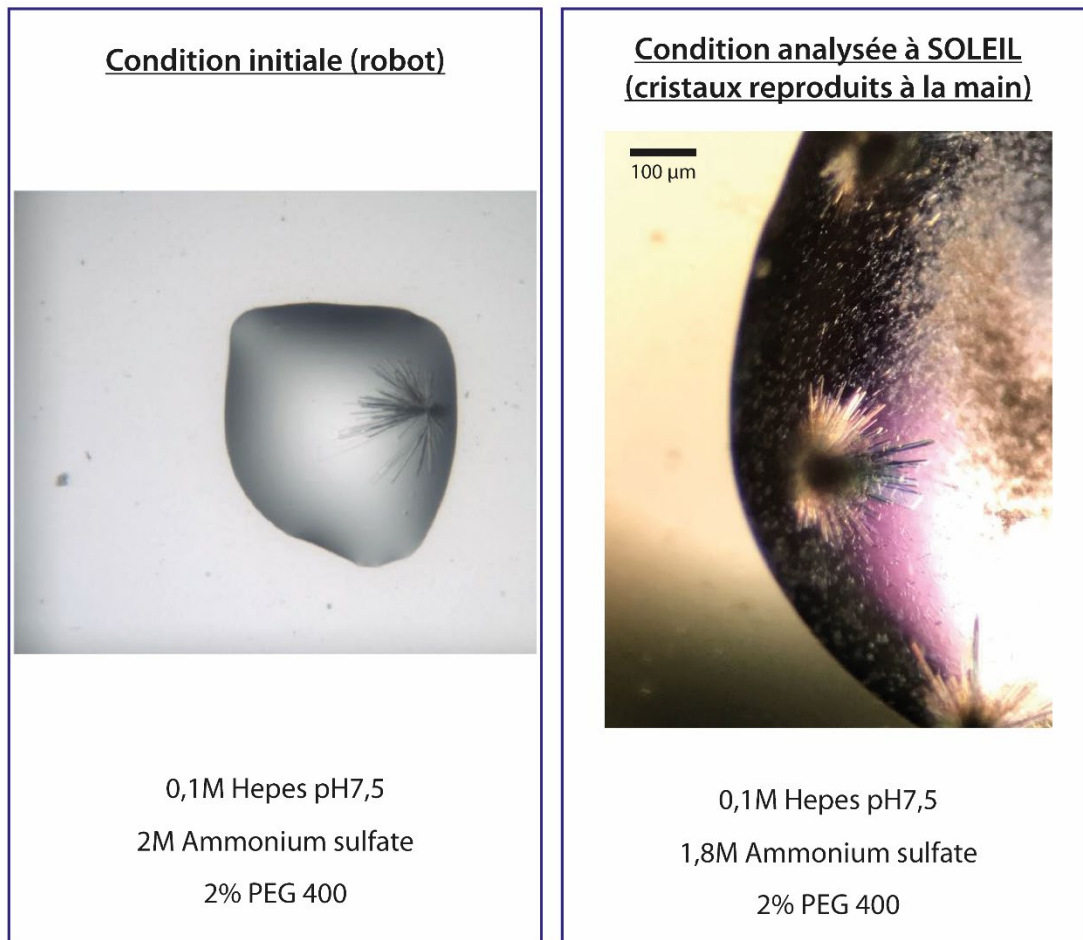 Condition initiale (robot)
0,1M Hepes pH7,5
2M Ammonium sulfate
2% PEG 400
Condition analysée à SOLEIL
(cristaux reproduits à la main)
100 µm
0,1M Hepes pH7,5
1,8M Ammonium sulfate
2% PEG 400